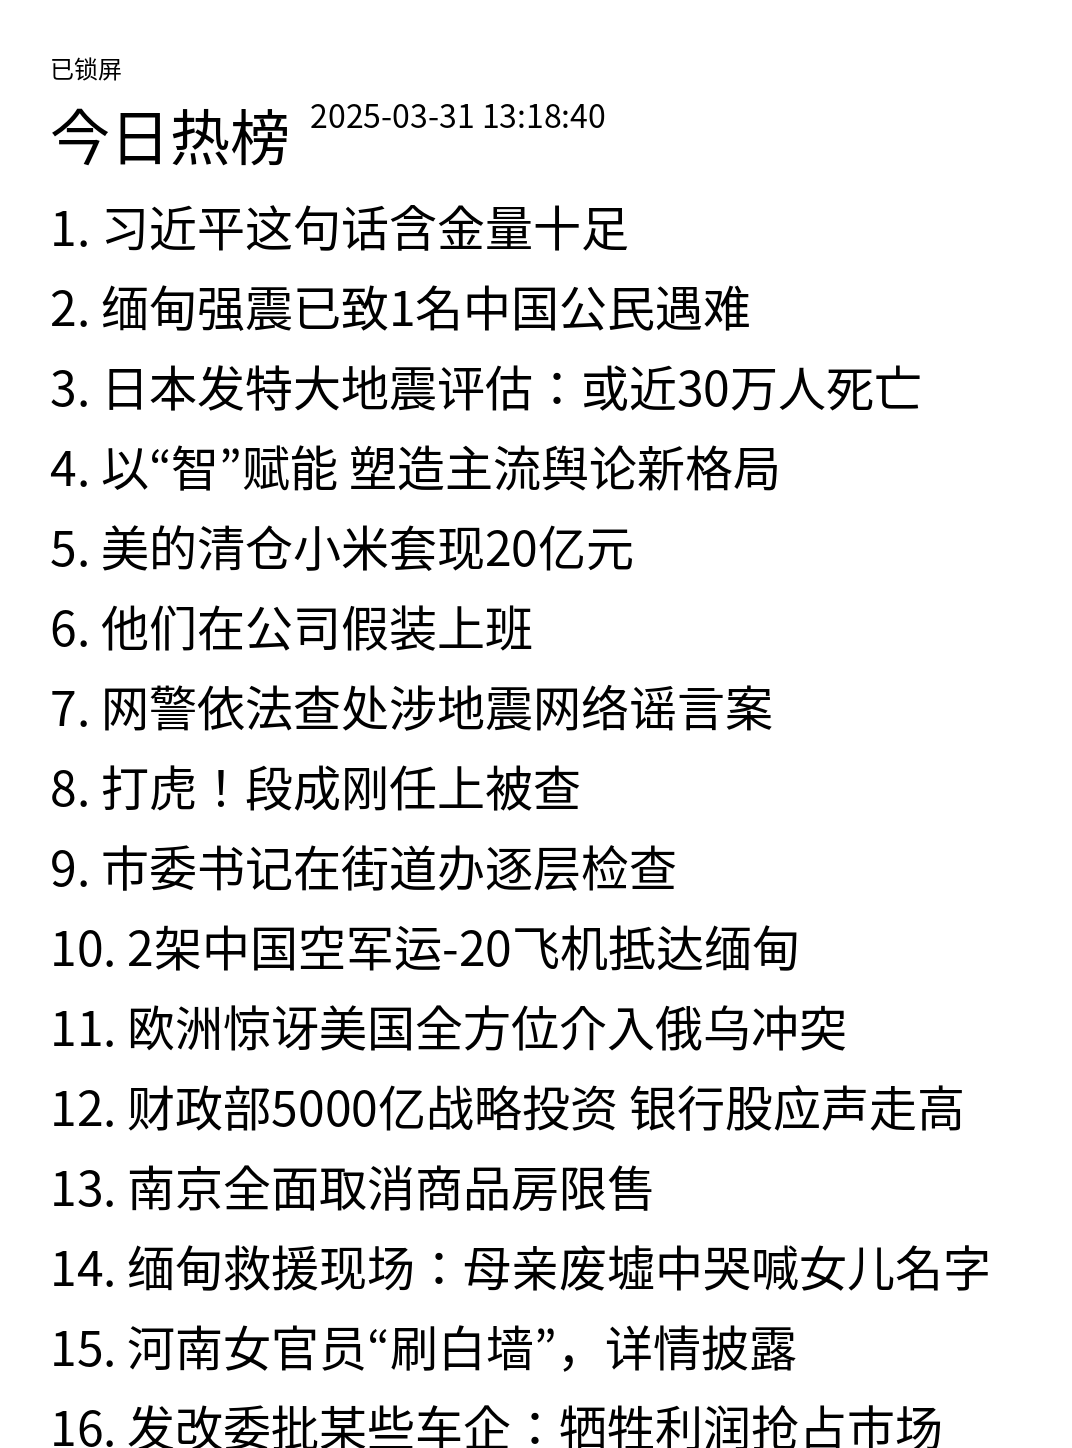 已锁屏
今日热榜 2025-03-31 13:18:40
1. 习近平这句话含金量十足
2. 缅甸强震已致1名中国公民遇难
3. 日本发特大地震评估：或近30万人死亡
4. 以“智”赋能 塑造主流舆论新格局
5. 美的清仓小米套现20亿元
6. 他们在公司假装上班
7. 网警依法查处涉地震网络谣言案
8. 打虎！段成刚任上被查
9. 市委书记在街道办逐层检查
10. 2架中国空军运-20飞机抵达缅甸
11. 欧洲惊讶美国全方位介入俄乌冲突
12. 财政部5000亿战略投资 银行股应声走高
13. 南京全面取消商品房限售
14. 缅甸救援现场：母亲废墟中哭喊女儿名字
15. 河南女官员“刷白墙”，详情披露
16. 发改委批某些车企：牺牲利润抢占市场